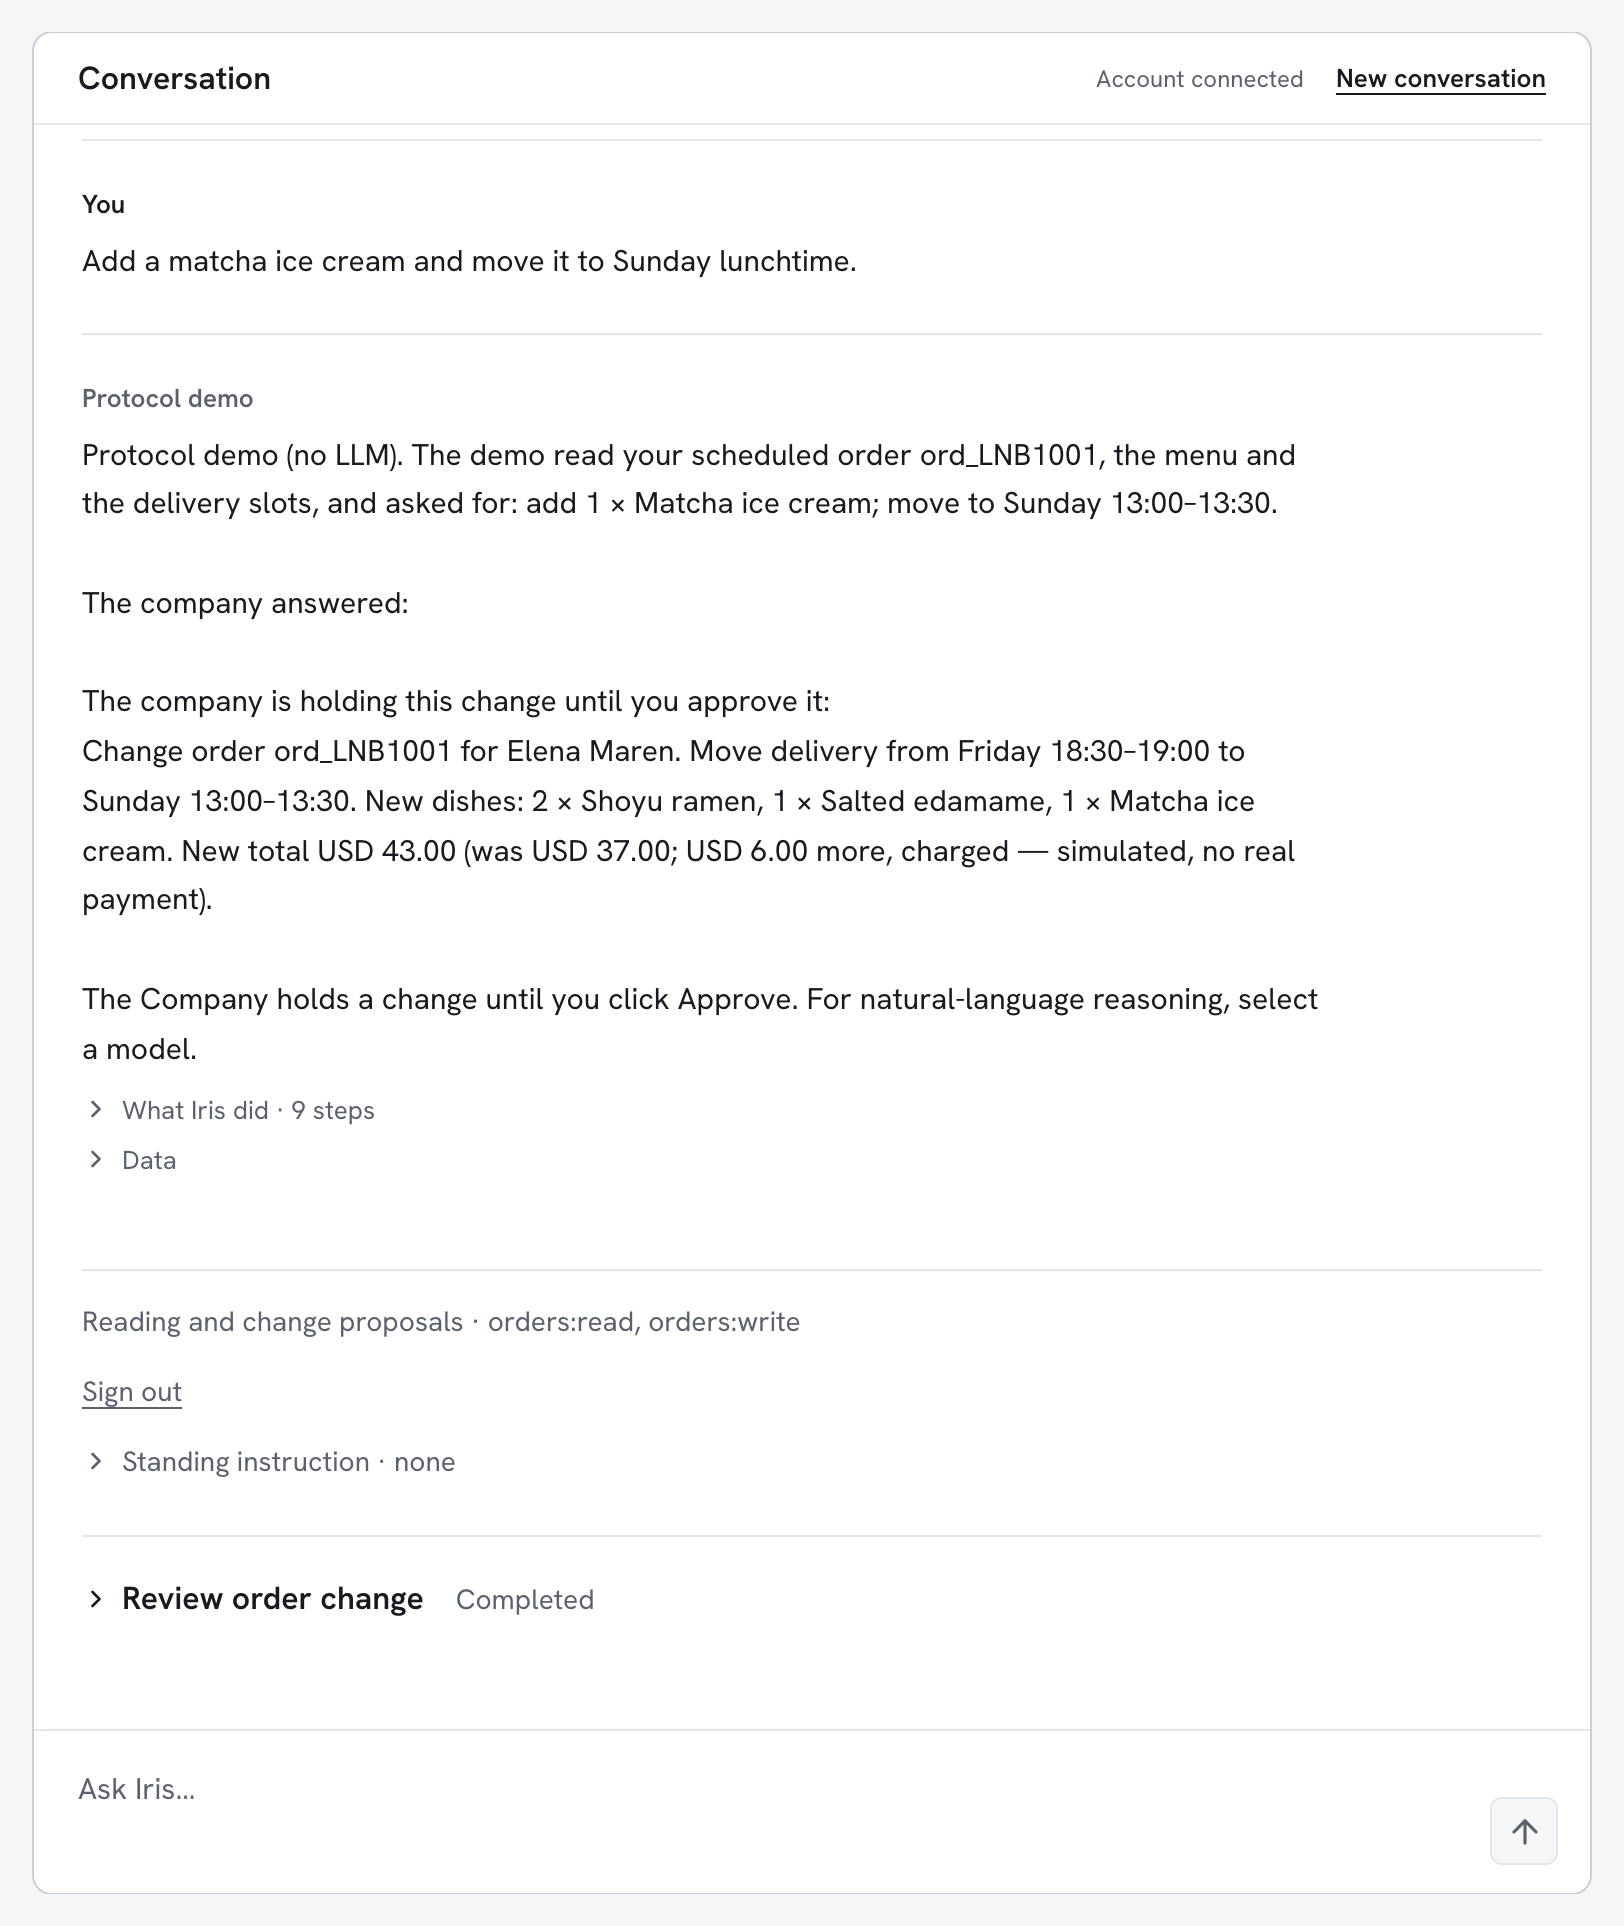 Conversation
Account connected
New conversation
You
Add a matcha ice cream and move it to Sunday lunchtime.
Protocol demo
Protocol demo (no LLM). The demo read your scheduled order ord_LNB1001, the menu and
the delivery slots, and asked for: add 1 × Matcha ice cream; move to Sunday 13:00–13:30.
The company answered:
The company is holding this change until you approve it:
Change order ord_LNB1001 for Elena Maren. Move delivery from Friday 18:30–19:00 to
Sunday 13:00–13:30. New dishes: 2 × Shoyu ramen, 1 × Salted edamame, 1 × Matcha ice
cream. New total USD 43.00 (was USD 37.00; USD 6.00 more, charged — simulated, no real
payment).
The Company holds a change until you click Approve. For natural-language reasoning, select
a model.
What Iris did · 9 steps
Data
Reading and change proposals · orders:read, orders:write
Sign out
Standing instruction · none
Review order change Completed
Ask Iris...